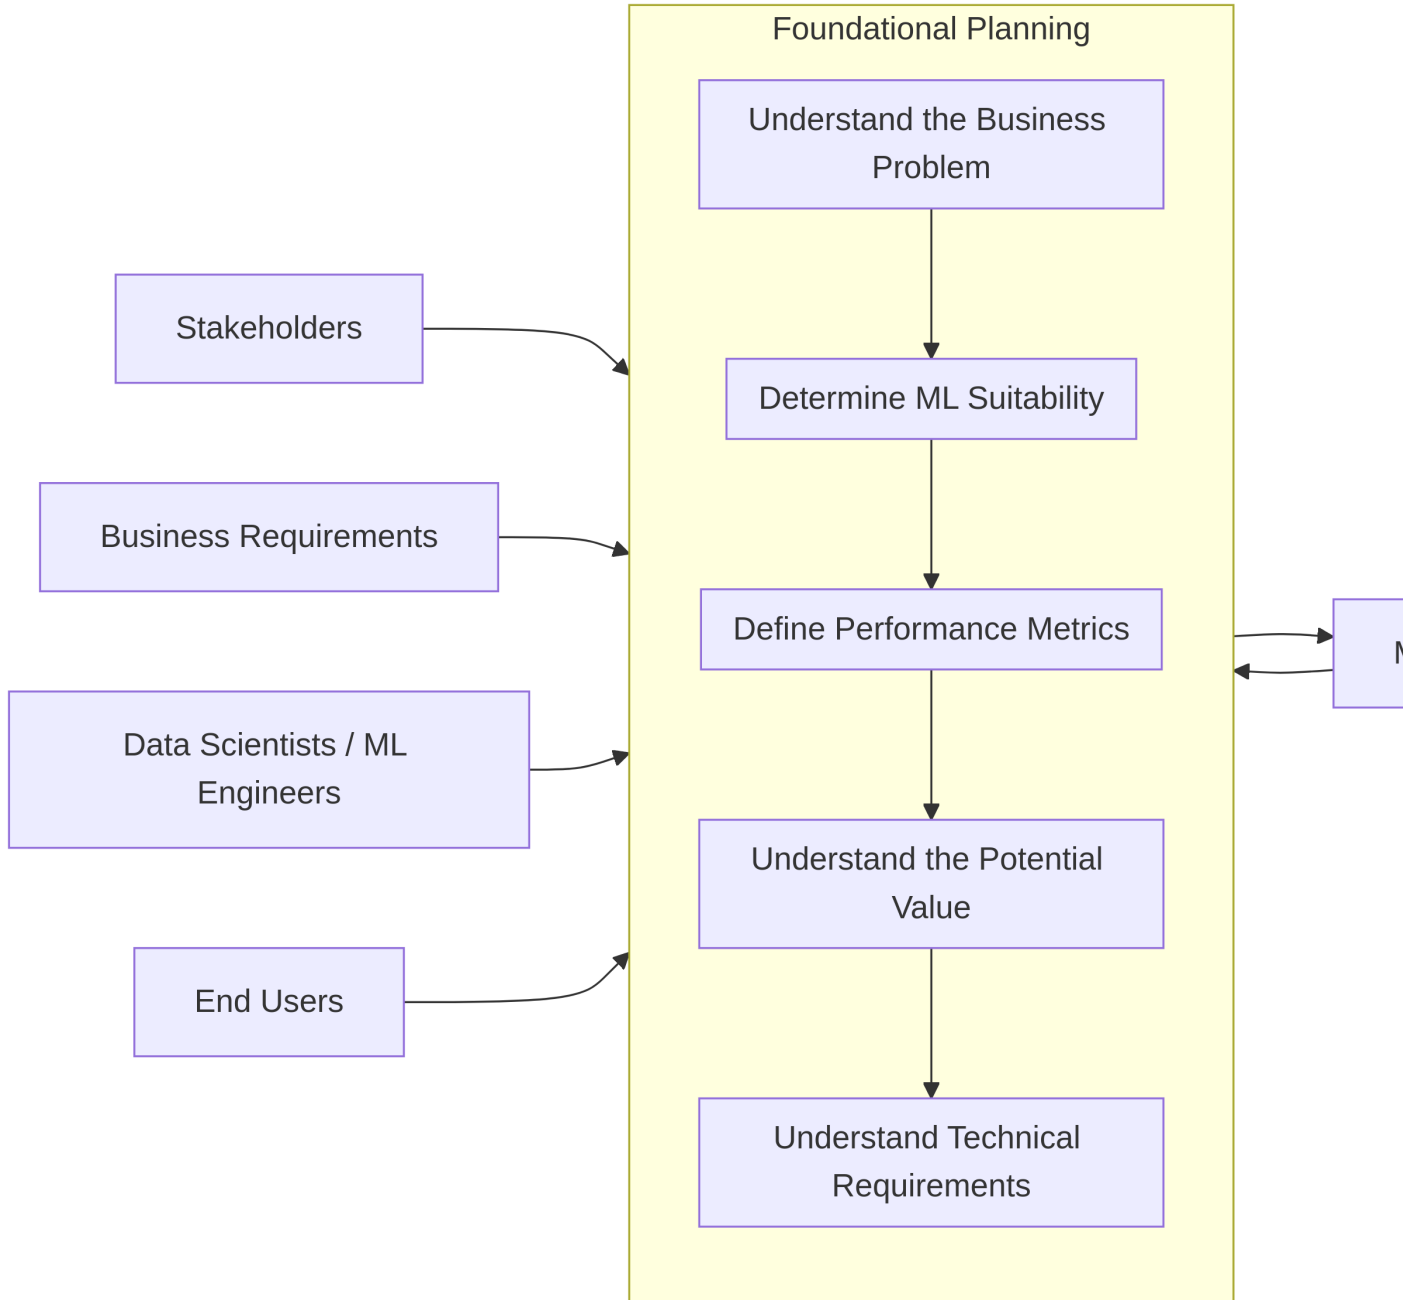 Foundational Planning
Understand the Business
Problem
Stakeholders
Determine ML Suitability
Business Requirements
Define Performance Metrics
Data Scientists / ML
Engineers
Understand the Potential
Value
End Users
Understand Technical
Requirements